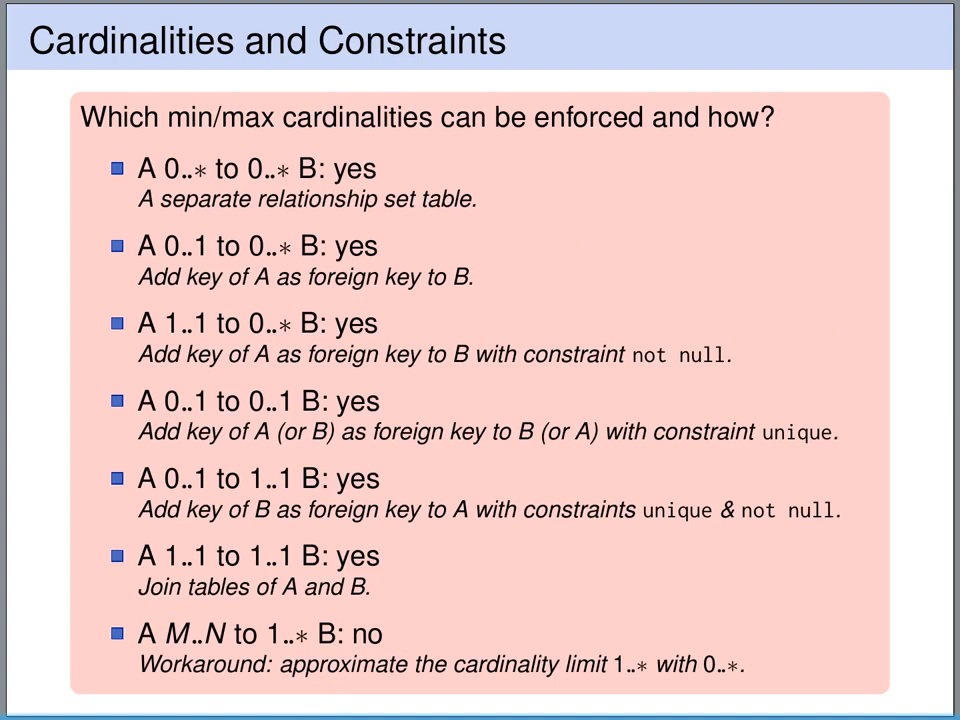 Cardinalities and Constraints
Which min/max cardinalities can be enforced and how?
A 0..∗ to 0..∗ B: yes
A separate relationship set table.
A 0..1 to 0..∗ B: yes
Add key of A as foreign key to B.
A 1..1 to 0..∗ B: yes
Add key of A as foreign key to B with constraint not null.
A 0..1 to 0..1 B: yes
Add key of A (or B) as foreign key to B (or A) with constraint unique.
A 0..1 to 1..1 B: yes
Add key of B as foreign key to A with constraints unique & not null.
A 1..1 to 1..1 B: yes
Join tables of A and B.
A M..N to 1..∗ B: no
Workaround: approximate the cardinality limit 1..∗ with 0..∗.